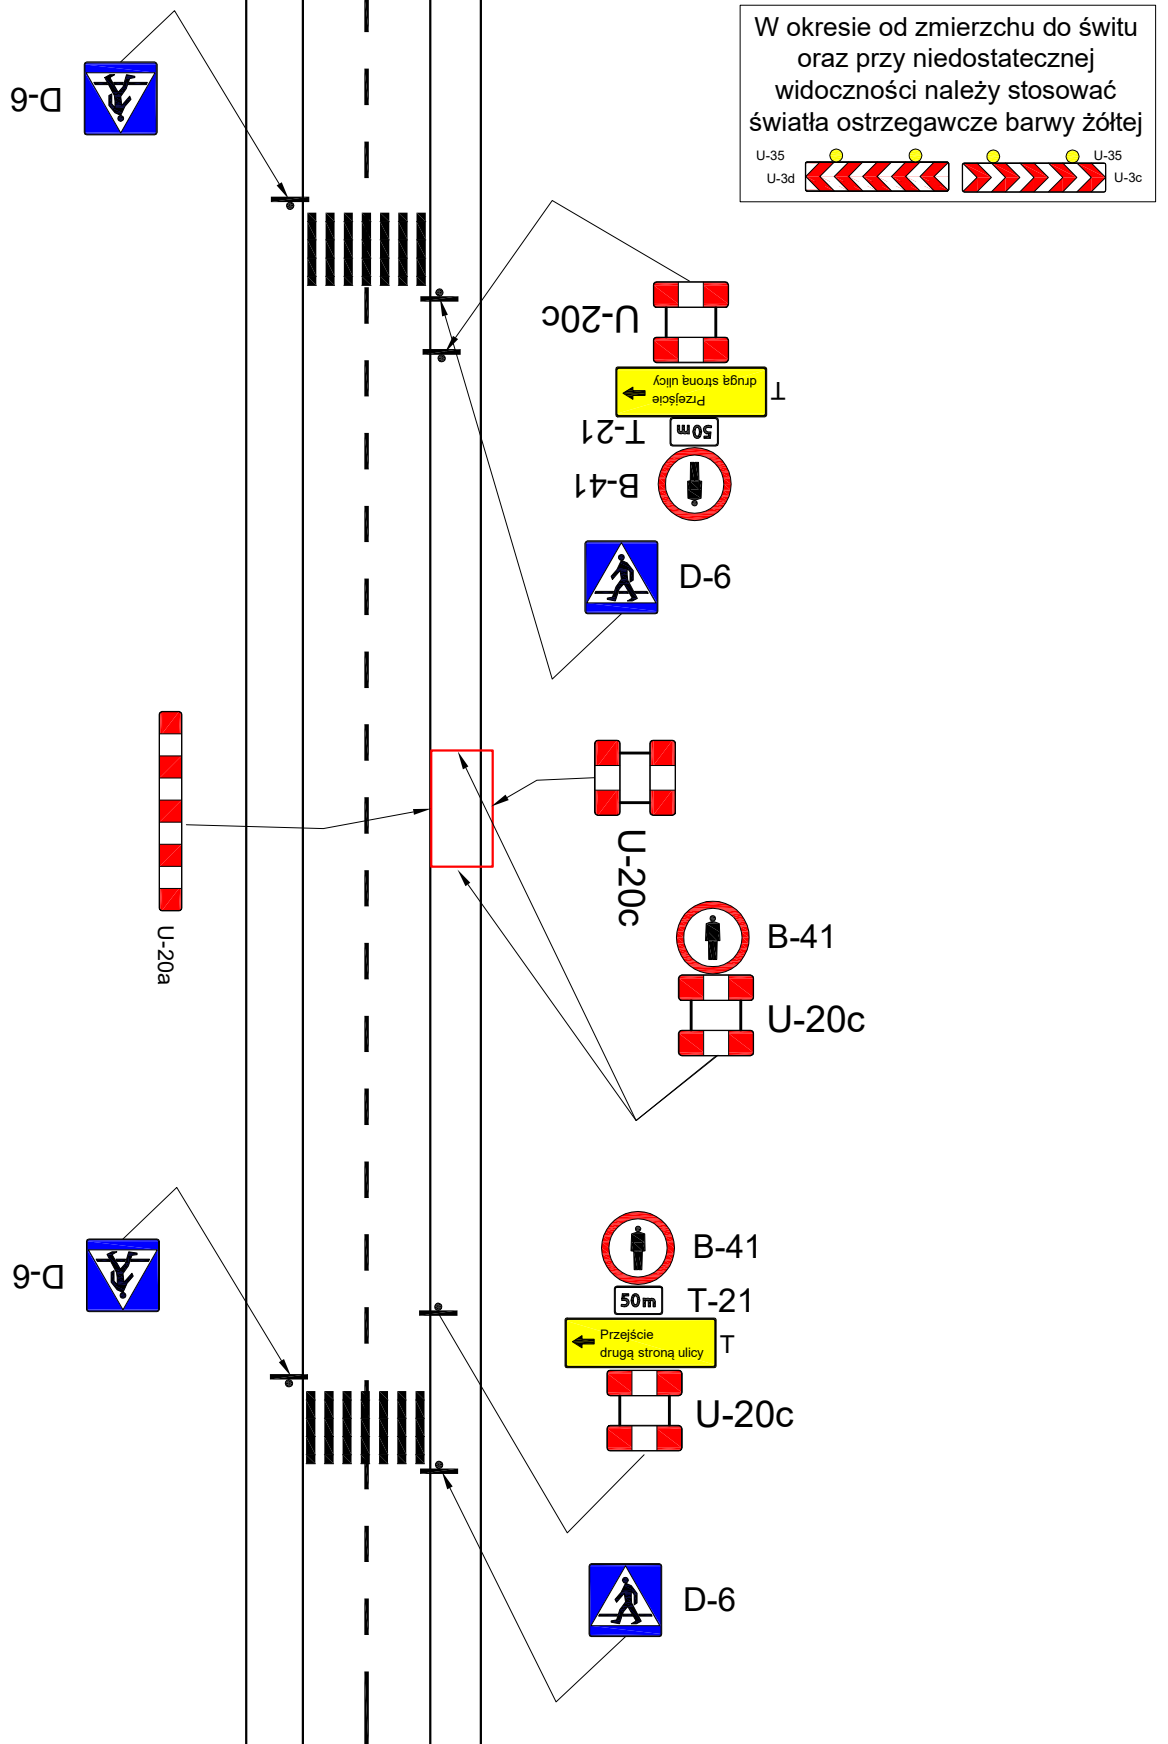 W okresie od zmierzchu do świtu
oraz przy niedostatecznej
widoczności należy stosować
światła ostrzegawcze barwy żółtej
U-35
U-35
U-3d
U-3c
D-6
U-20c
Przejście
drugą stroną ulicy
T
T-21
50m
B-41
D-6
U-20c
U-20a
B-41
U-20c
D-6
B-41
50m
T-21
Przejście
drugą stroną ulicy
T
U-20c
D-6